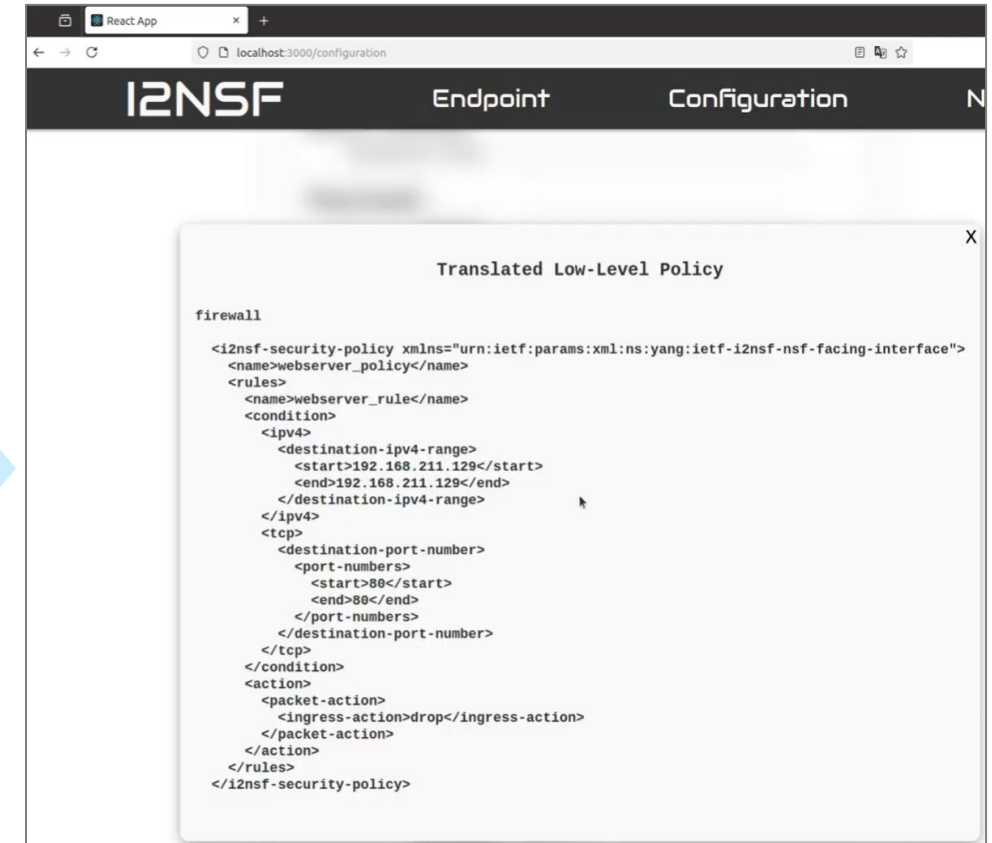 React App × +
localhost:3000/configuration
I2NSF Endpoint Configuration N
X
Translated Low-Level Policy
firewall
<i2nsf-security-policy xmlns="urn:ietf:params:xml:ns:yang:ietf-i2nsf-nsf-facing-interface">
<name>webserver_policy</name>
<rules>
<name>webserver_rule</name>
<condition>
<ipv4>
<destination-ipv4-range>
<start>192.168.211.129</start>
<end>192.168.211.129</end>
</destination-ipv4-range>
</ipv4>
<tcp>
<destination-port-number>
<port-numbers>
<start>80</start>
<end>80</end>
</port-numbers>
</destination-port-number>
</tcp>
</condition>
<action>
<packet-action>
<ingress-action>drop</ingress-action>
</packet-action>
</action>
</rules>
</i2nsf-security-policy>